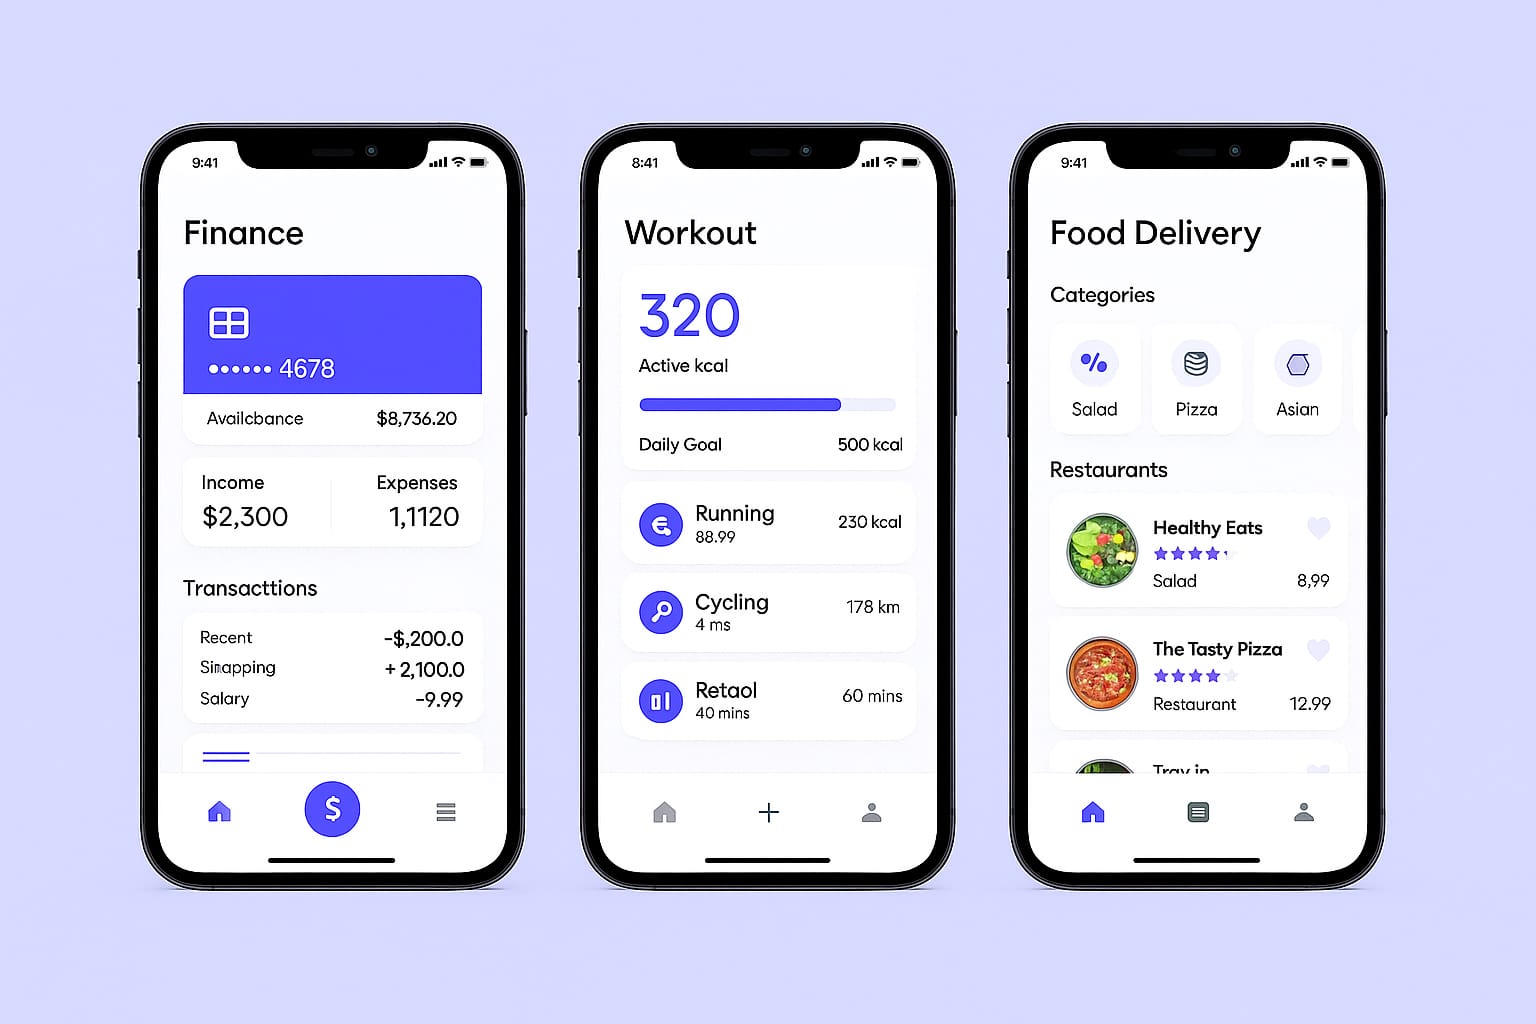 9:41
Finance
•••••• 4678
Availcbance $8,736.20
Income Expenses
$2,300 1,1120
Transacttions
Recent -$,200.0
Sinapping +2,100.0
Salary -9.99
$
8:41
Workout
320
Active kcal
Daily Goal 500 kcal
Running 230 kcal
88.99
Cycling 178 km
4 ms
Retaol 60 mins
40 mins
9:41
Food Delivery
Categories
%
Salad Pizza Asian
Restaurants
Healthy Eats
Salad 8,99
The Tasty Pizza
Restaurant 12.99